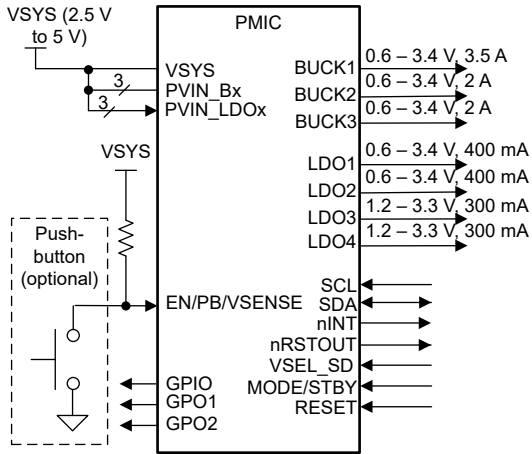 VSYS (2.5 V
to 5 V)
PMIC
VSYS
3
PVIN_Bx
3
PVIN_LDOx
BUCK1
0.6 – 3.4 V, 3.5 A
BUCK2
0.6 – 3.4 V, 2 A
BUCK3
0.6 – 3.4 V, 2 A
VSYS
LDO1
0.6 – 3.4 V, 400 mA
LDO2
0.6 – 3.4 V, 400 mA
LDO3
1.2 – 3.3 V, 300 mA
LDO4
1.2 – 3.3 V, 300 mA
Push-
button
(optional)
EN/PB/VSENSE
SCL
SDA
nINT
nRSTOUT
VSEL_SD
MODE/STBY
RESET
GPIO
GPO1
GPO2